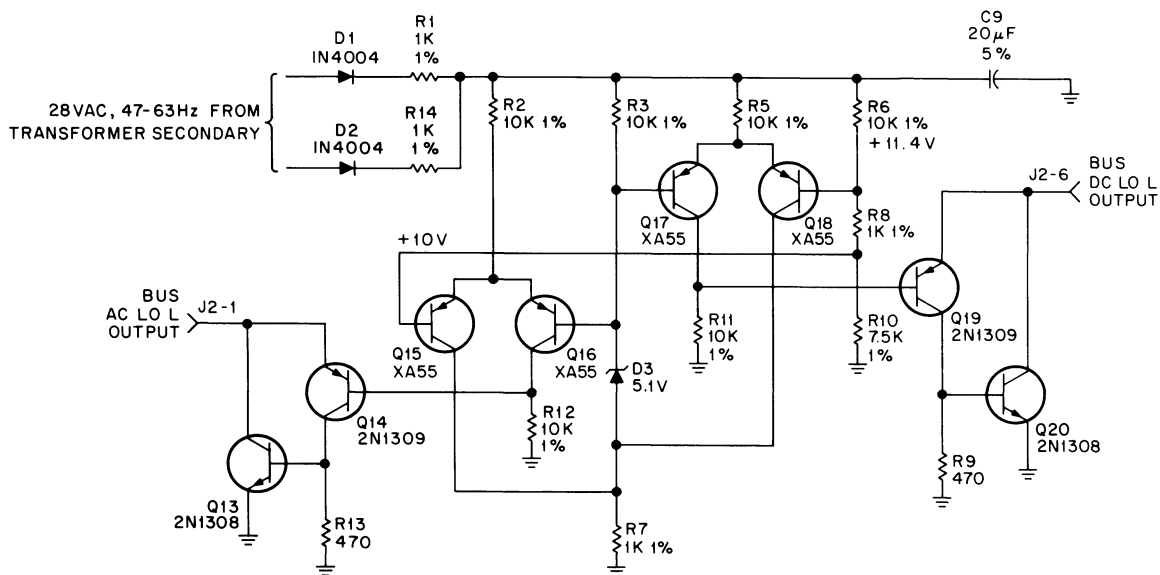 D1
IN4004
R1
1K
1%
28VAC, 47-63Hz FROM
TRANSFORMER SECONDARY
D2
IN4004
R14
1K
1%
C9
20μF
5%
R2
10K 1%
R3
10K 1%
R5
10K 1%
R6
10K 1%
+11.4V
Q17
XA55
Q18
XA55
R8
1K 1%
J2-6
BUS
DC LO L
OUTPUT
+10V
BUS
AC LO L
OUTPUT
J2-1
Q15
XA55
Q16
XA55
D3
5.1V
R11
10K
1%
R10
7.5K
1%
Q19
2N1309
Q14
2N1309
R12
10K
1%
Q20
2N1308
R9
470
Q13
2N1308
R13
470
R7
1K 1%